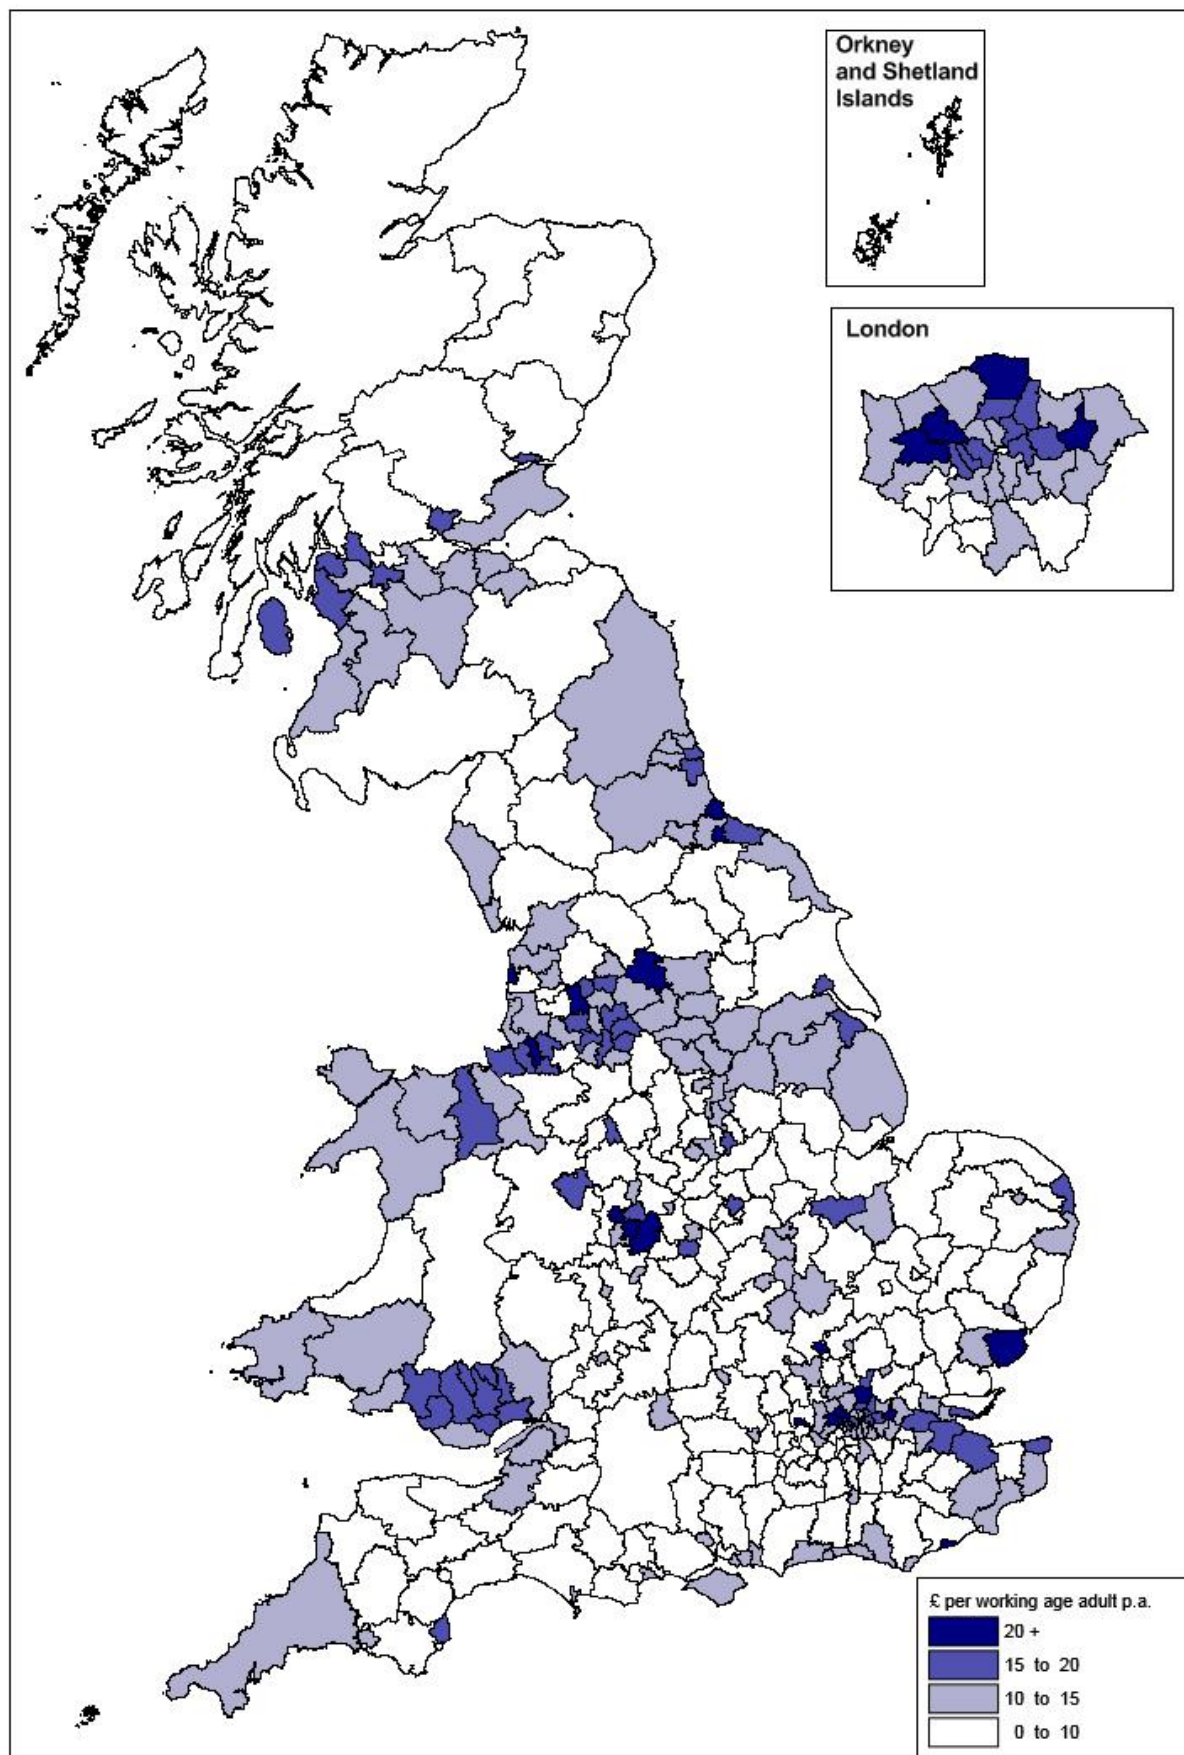 Orkney
and Shetland
Islands
London
£ per working age adult p.a.
20 +
15 to 20
10 to 15
0 to 10